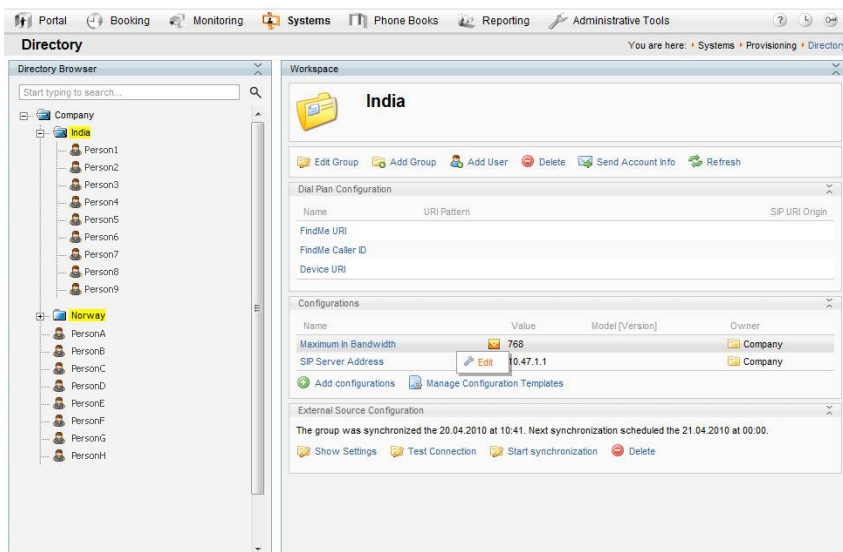 Portal Booking Monitoring Systems Phone Books Reporting Administrative Tools ?
Directory
You are here: Systems Provisioning Directory
Directory Browser
Start typing to search...
Company
India
Person1
Person2
Person3
Person4
Person5
Person6
Person7
Person8
Person9
Norway
PersonA
PersonB
PersonC
PersonD
PersonE
PersonF
PersonG
PersonH
Workspace
India
Edit Group Add Group Add User Delete Send Account Info Refresh
Dial Plan Configuration
Name URI Pattern SIP URI Origin
FindMe URI
FindMe Caller ID
Device URI
Configurations
Name Value Model [Version] Owner
Maximum In Bandwidth 768 Company
SIP Server Address 10.47.1.1 Company
Edit
Add configurations Manage Configuration Templates
External Source Configuration
The group was synchronized the 20.04.2010 at 10:41. Next synchronization scheduled the 21.04.2010 at 00:00.
Show Settings Test Connection Start synchronization Delete